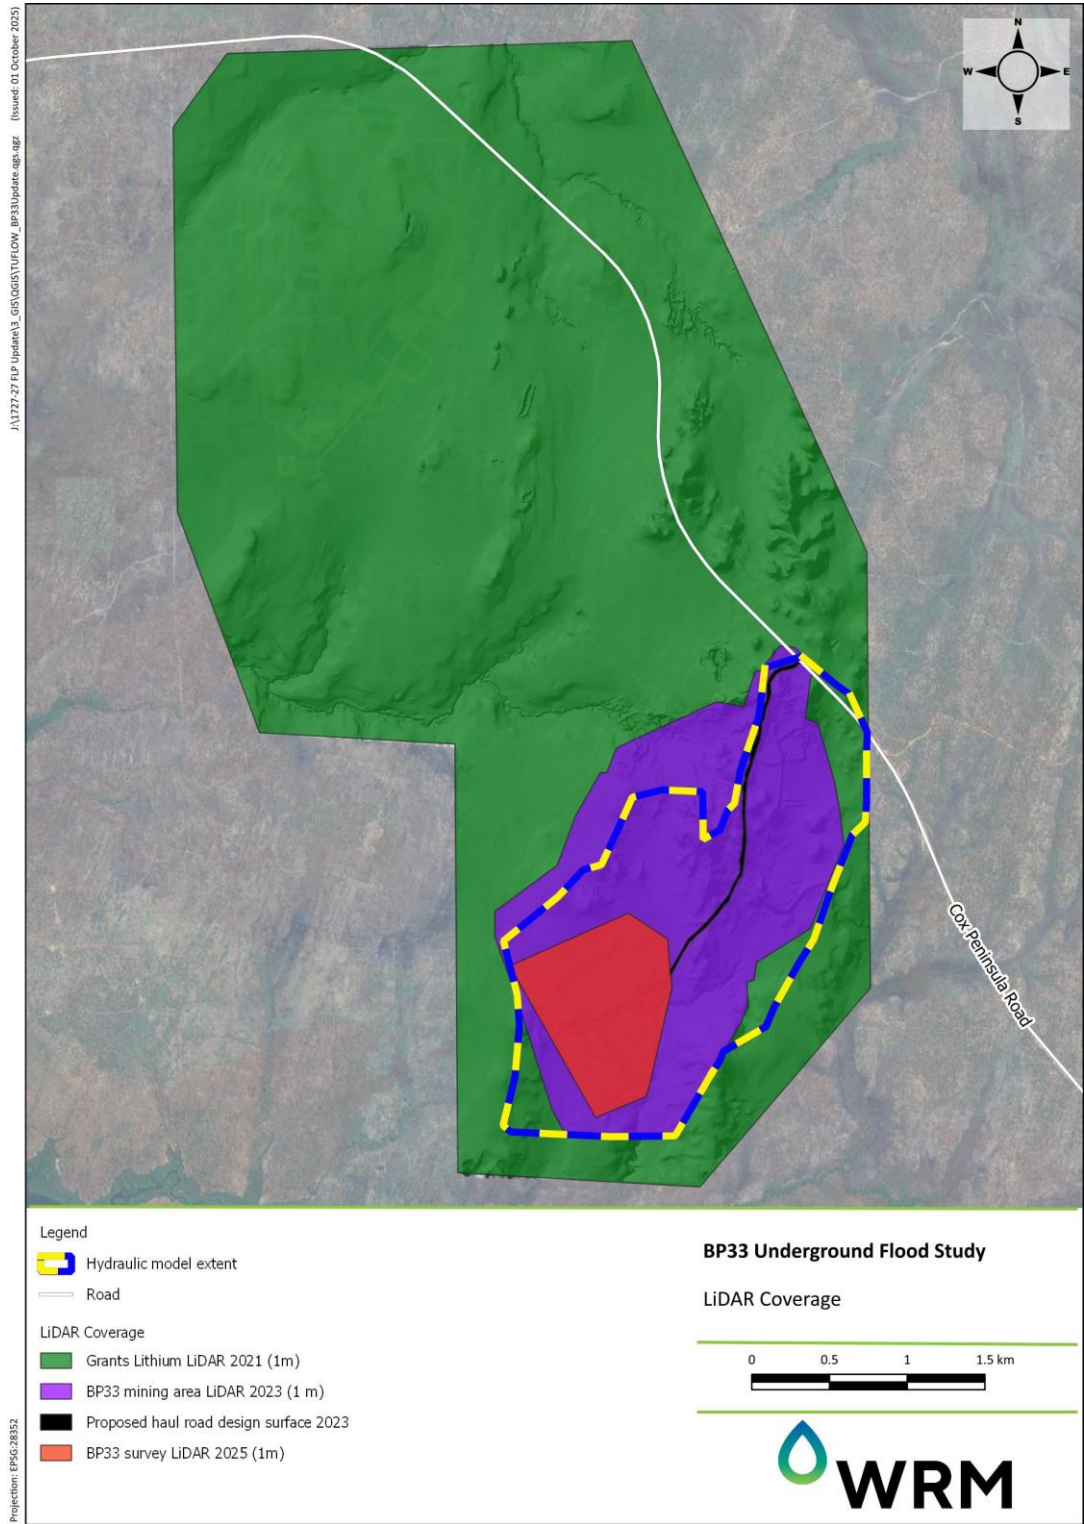 J:\1727-27 FLP Update\3_GIS\QGIS\TUFLOW_BP33Update.qgs.qgz (Issued: 01 October 2025)
N
W E
S
Cox Peninsula Road
Legend
Hydraulic model extent
Road
LiDAR Coverage
Grants Lithium LiDAR 2021 (1m)
BP33 mining area LiDAR 2023 (1 m)
Proposed haul road design surface 2023
BP33 survey LiDAR 2025 (1m)
BP33 Underground Flood Study
LiDAR Coverage
0 0.5 1 1.5 km
WRM
Projection: EPSG:28352